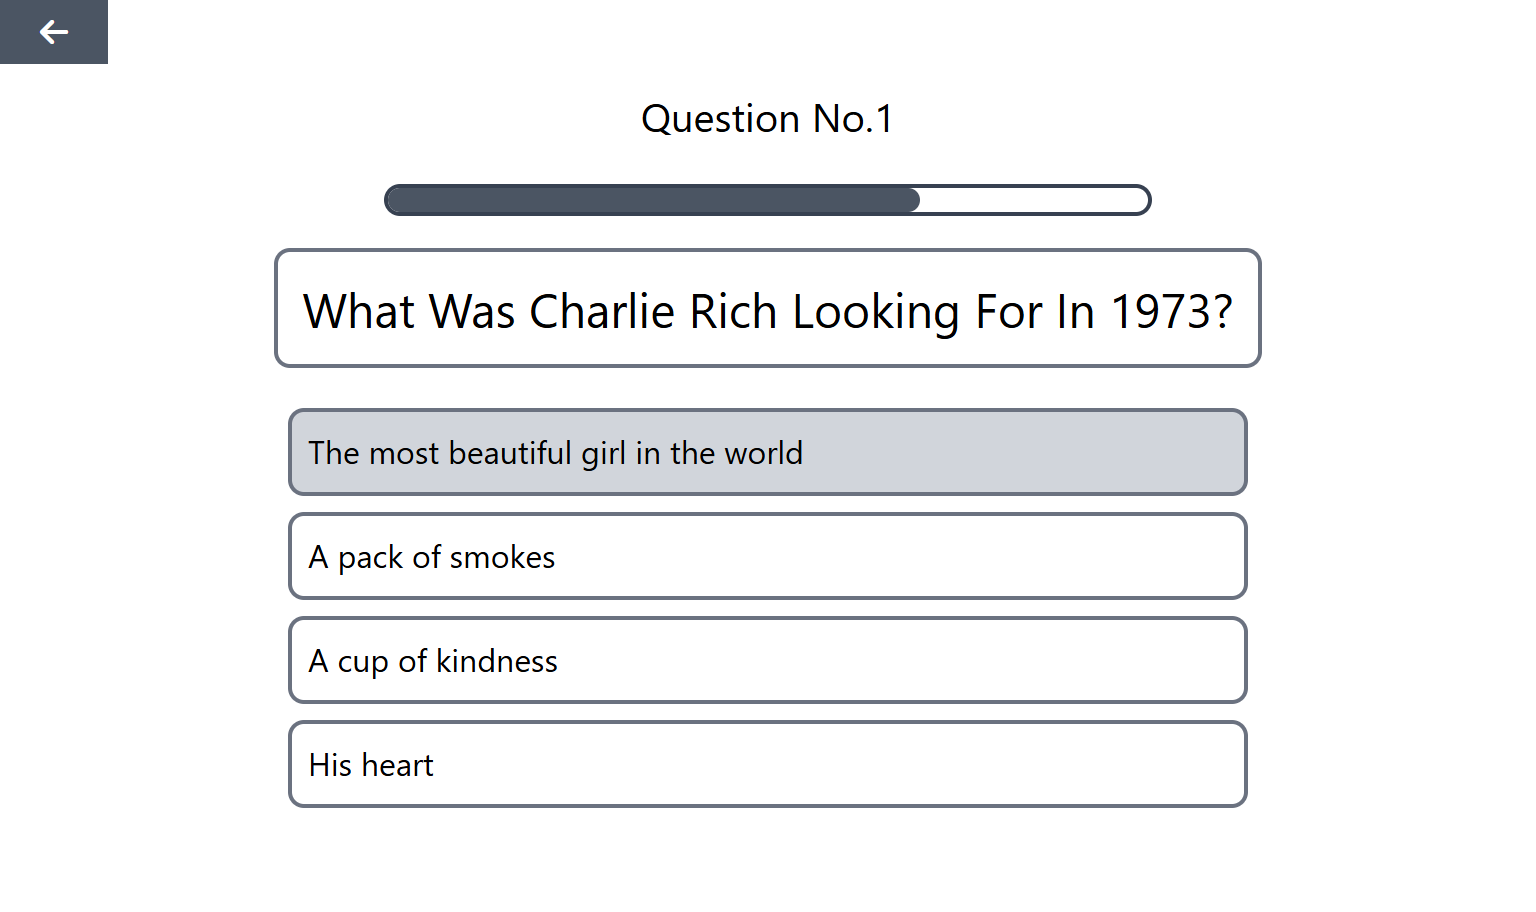 Question No.1
What Was Charlie Rich Looking For In 1973?
The most beautiful girl in the world
A pack of smokes
A cup of kindness
His heart